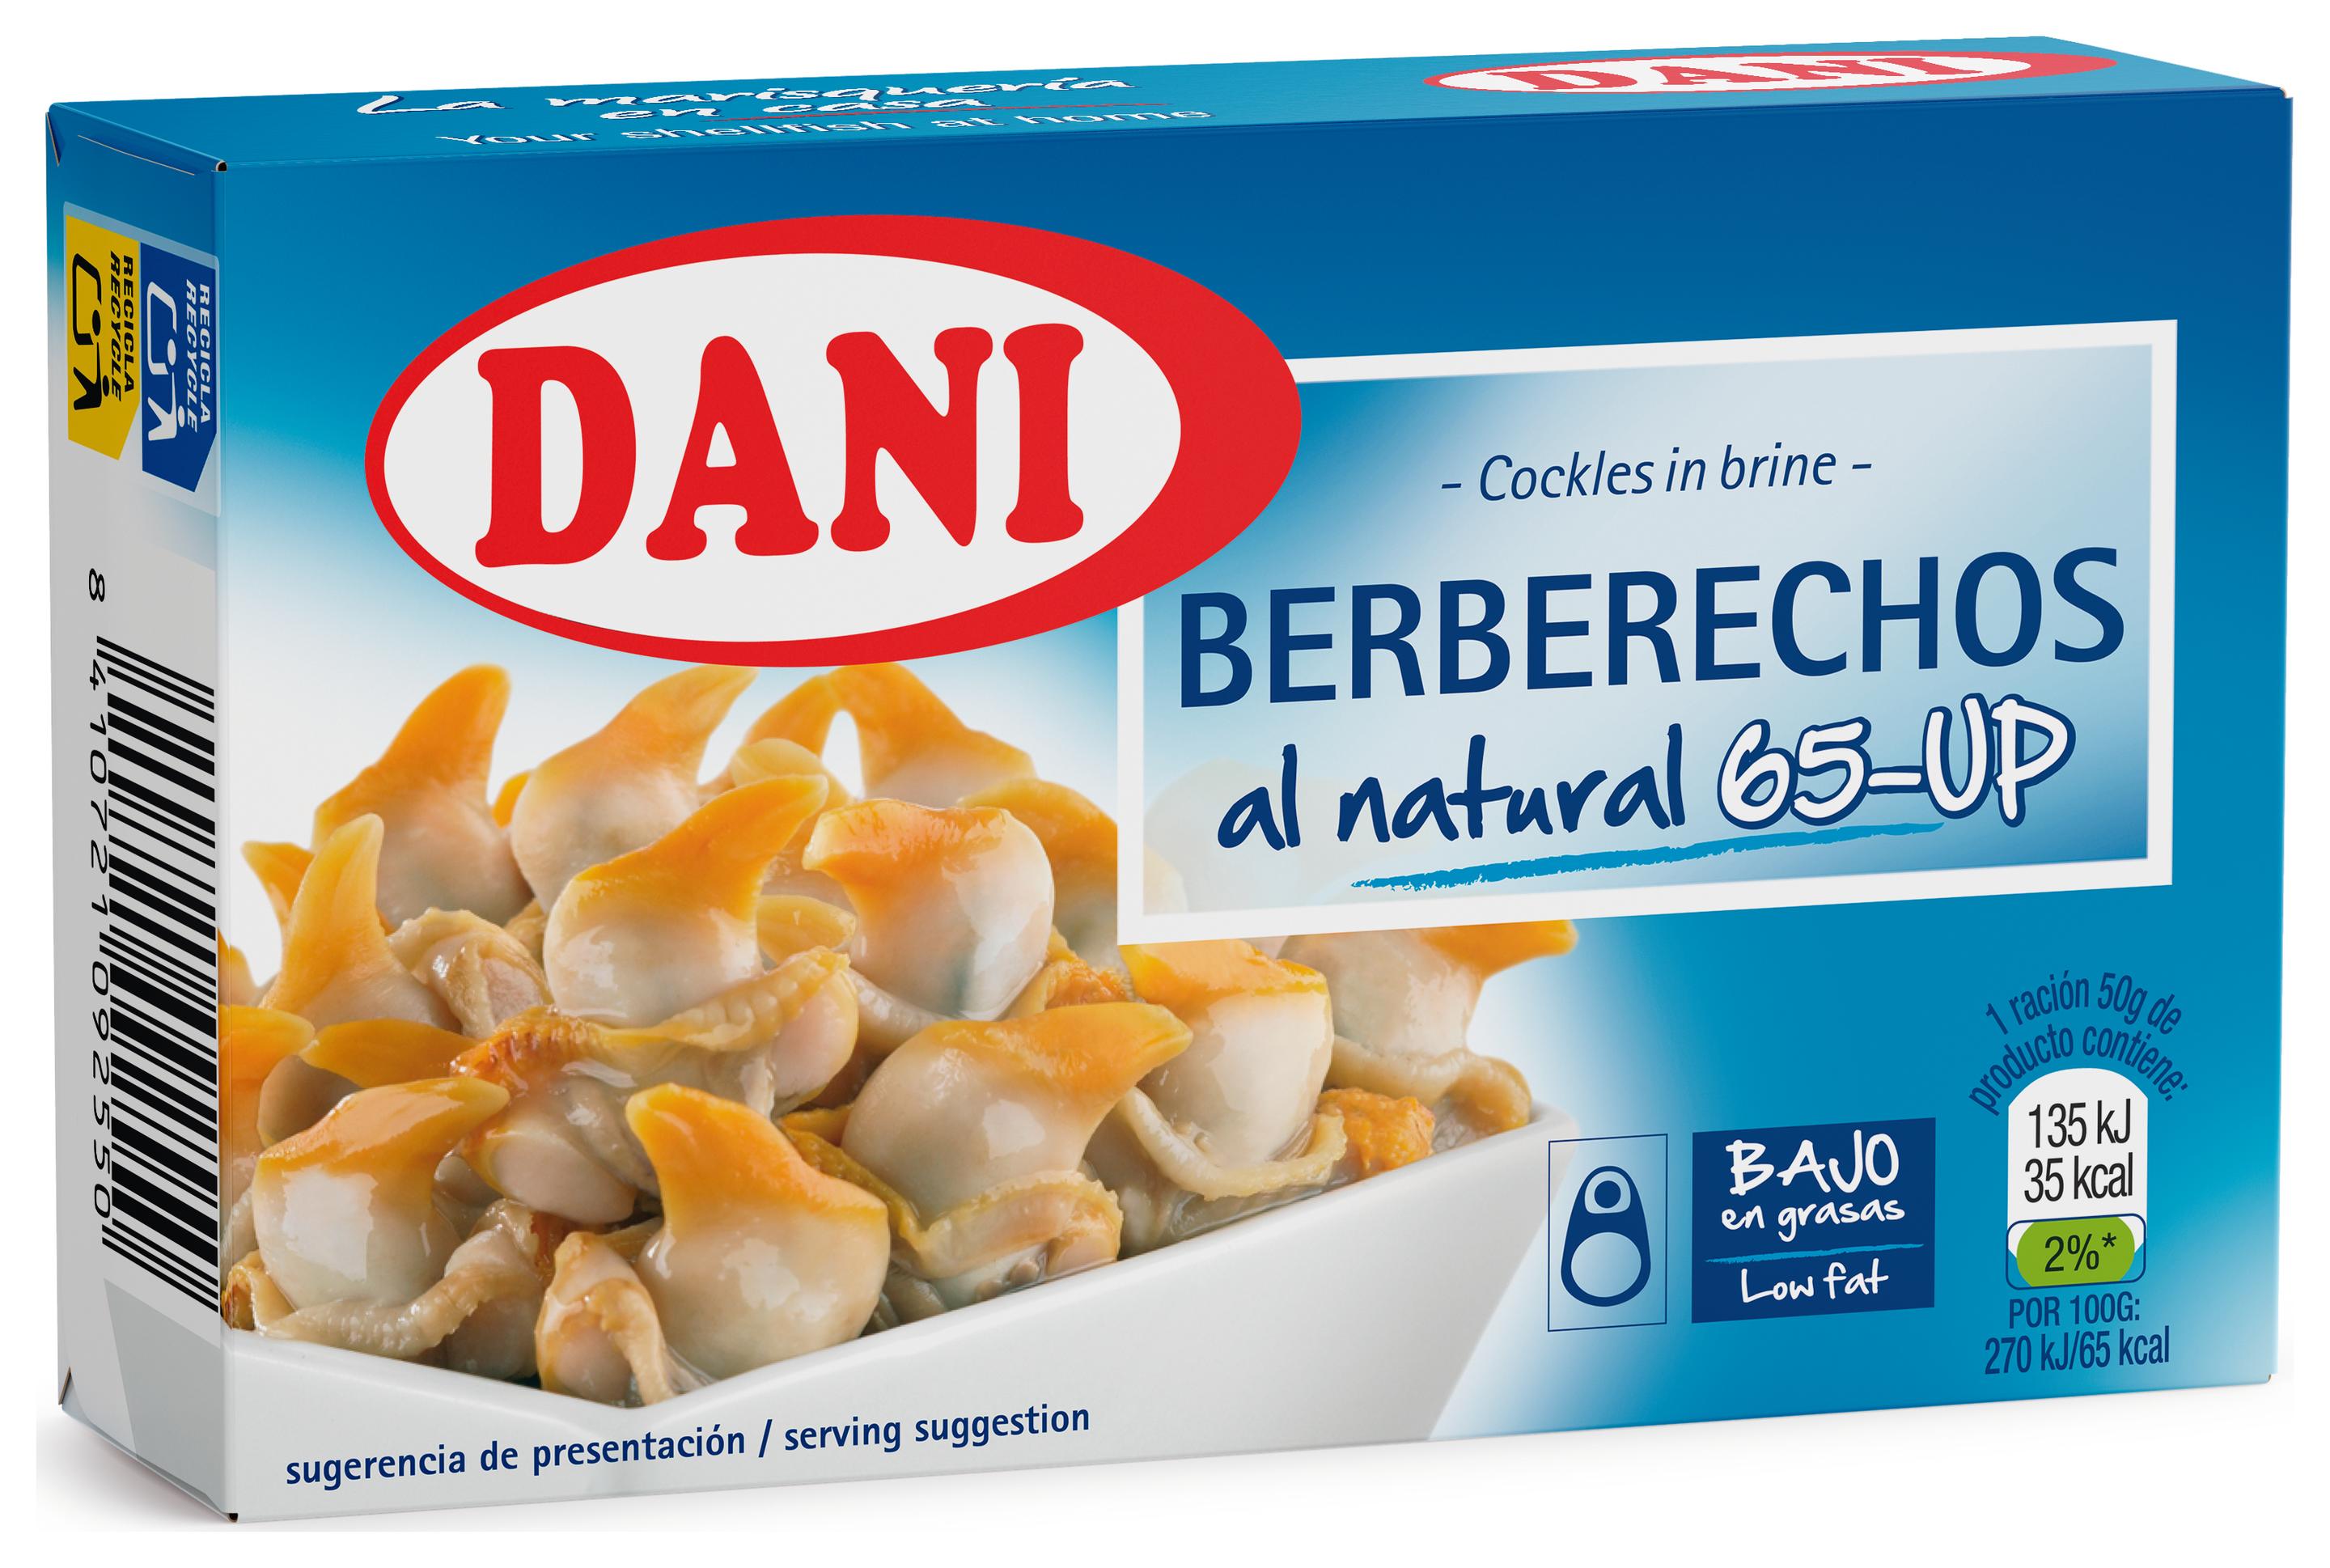 La marisquería
en casa
Your shellfish at home
DANI
RECICLA
RECYCLE
RECICLA
RECYCLE
DANI
- Cockles in brine -
BERBERECHOS
al natural 65-UP
1 ración 50g de
producto contiene:
135 kJ
35 kcal
2%*
POR 100G:
270 kJ/65 kcal
BAJO
en grasas
Low fat
sugerencia de presentación / serving suggestion
8 410721 092550